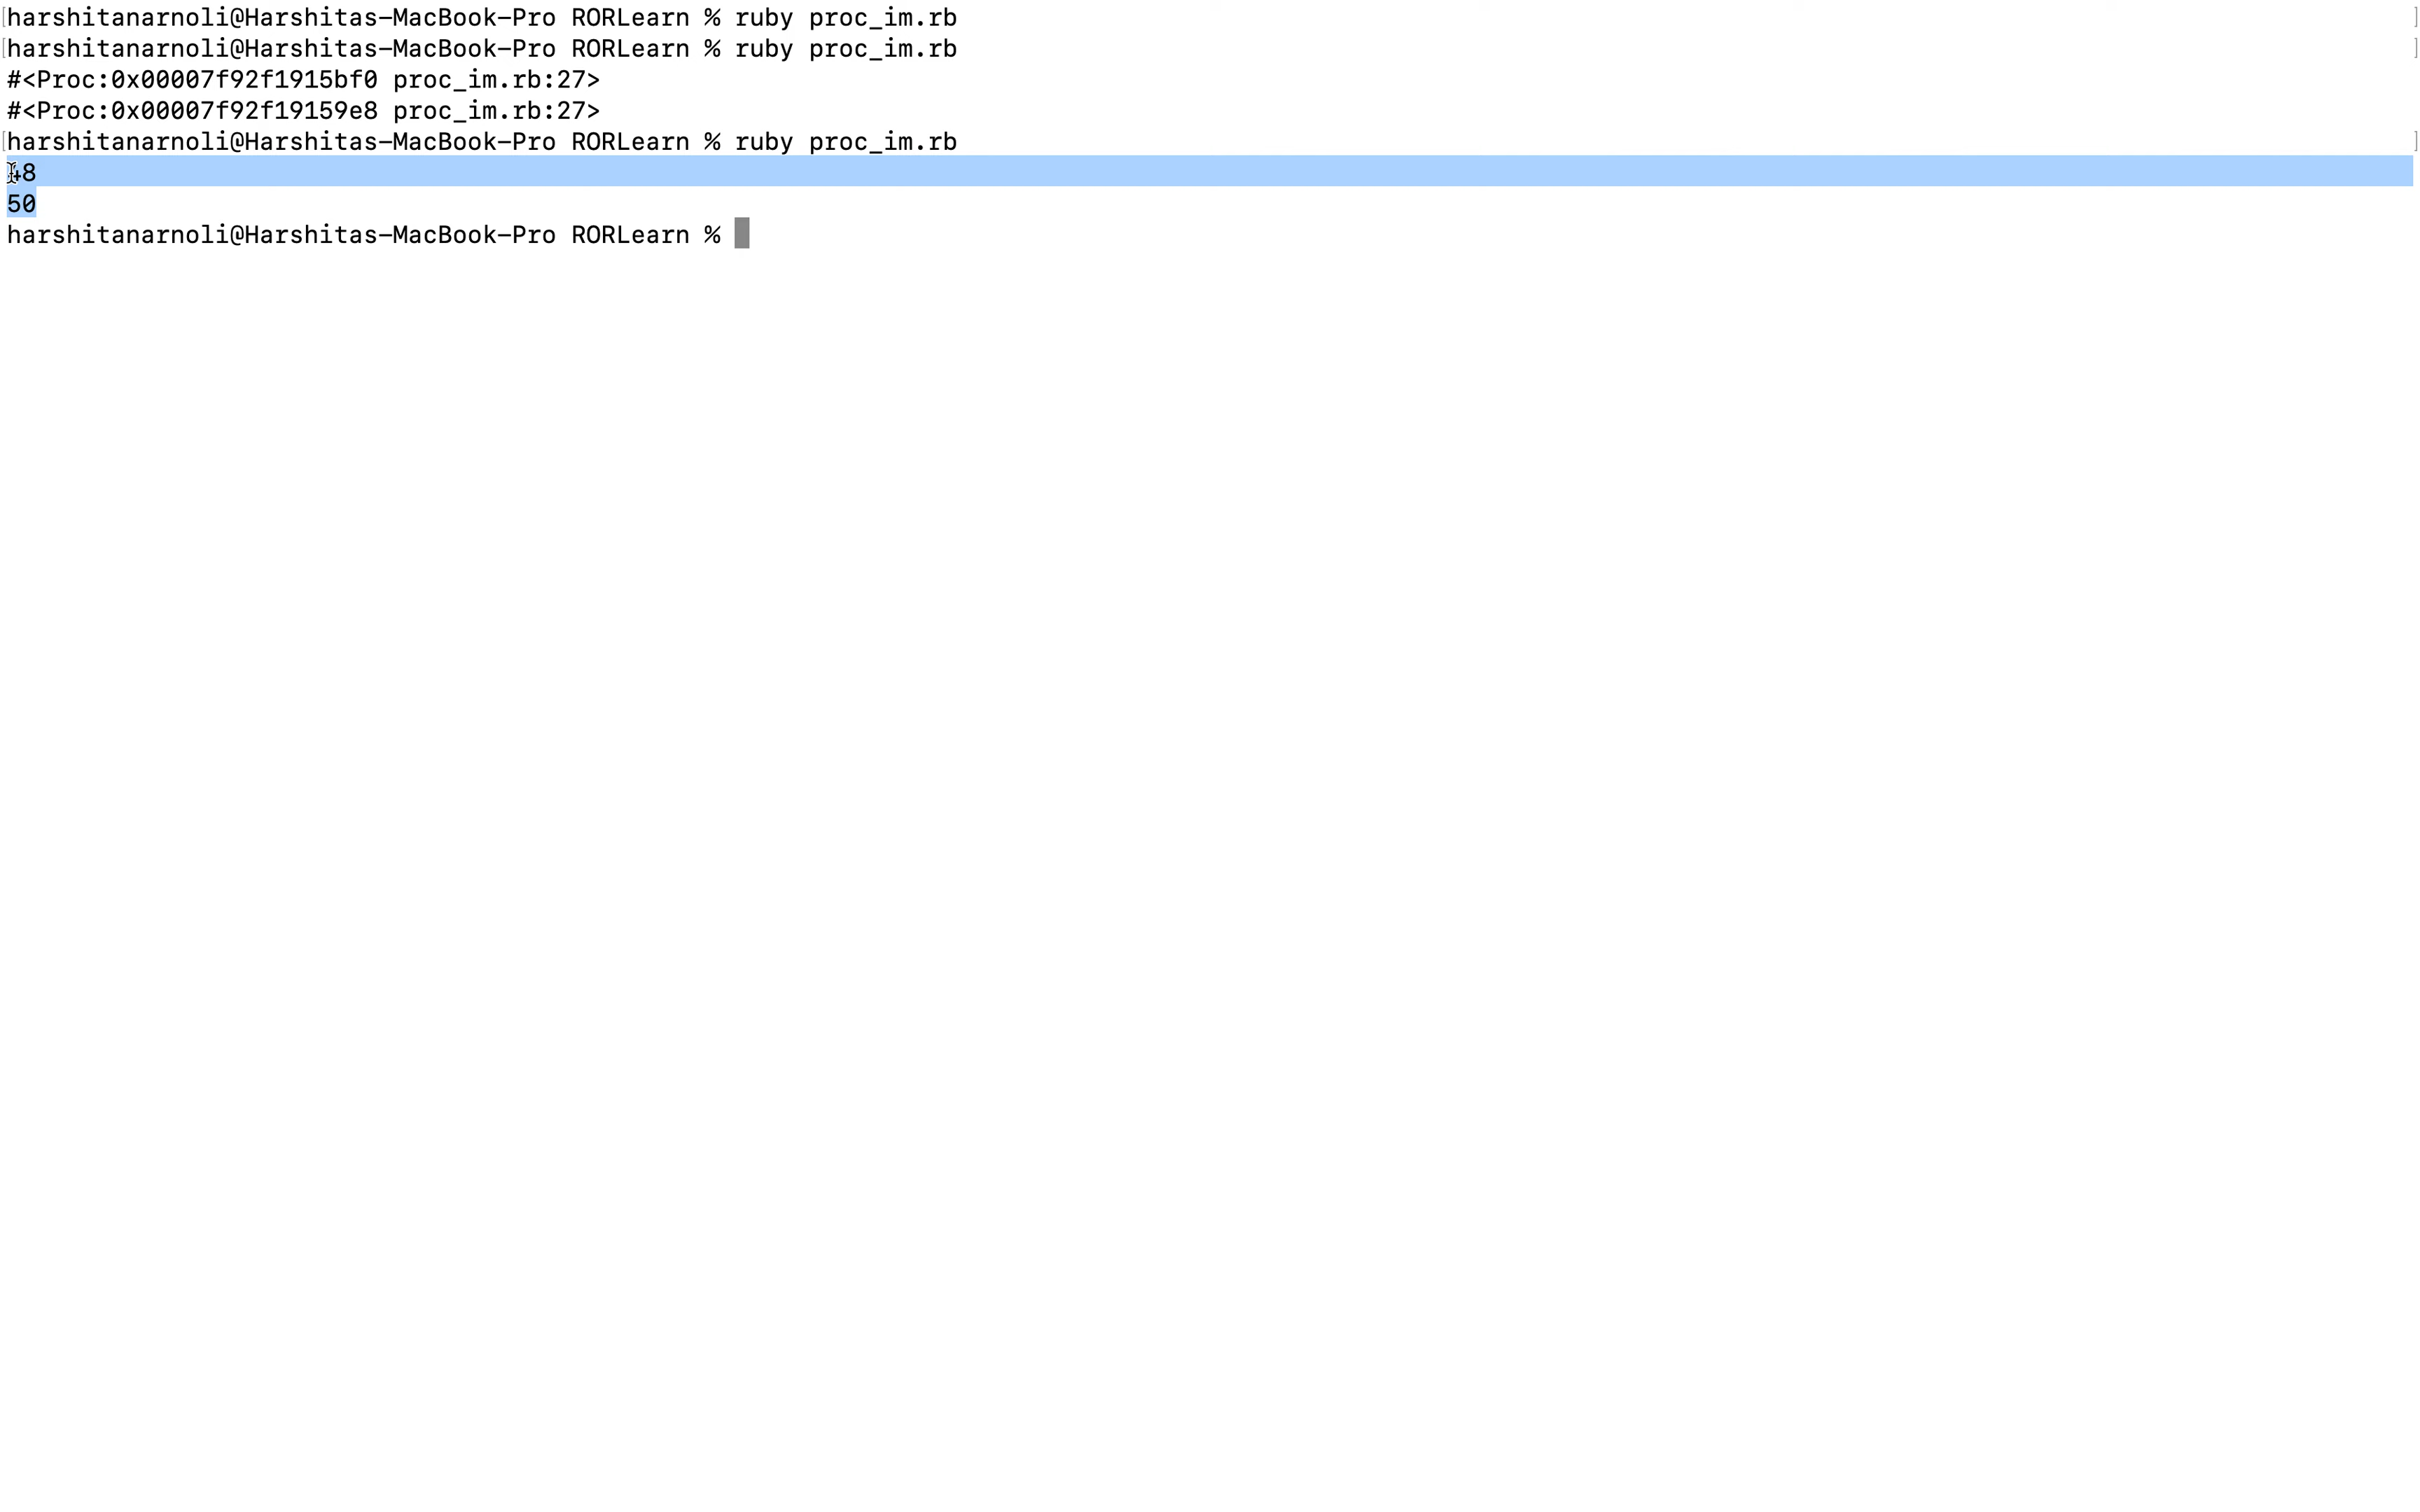 harshitanarnoli@Harshitas-MacBook-Pro RORLearn % ruby proc_im.rb
harshitanarnoli@Harshitas-MacBook-Pro RORLearn % ruby proc_im.rb
#<Proc:0x00007f92f1915bf0 proc_im.rb:27>
#<Proc:0x00007f92f19159e8 proc_im.rb:27>
harshitanarnoli@Harshitas-MacBook-Pro RORLearn % ruby proc_im.rb
48
50
harshitanarnoli@Harshitas-MacBook-Pro RORLearn %